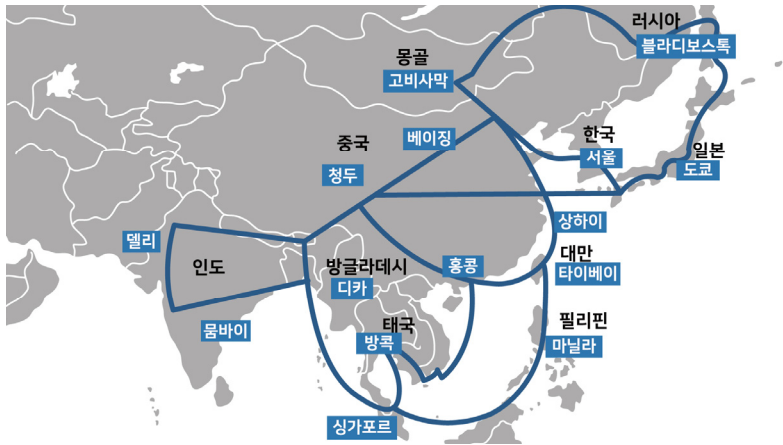 러시아
블라디보스톡
몽골
고비사막
한국
서울
일본
도쿄
중국
베이징
청두
상하이
델리
인도
방글라데시
디카
홍콩
대만
타이베이
뭄바이
태국
방콕
필리핀
마닐라
싱가포르